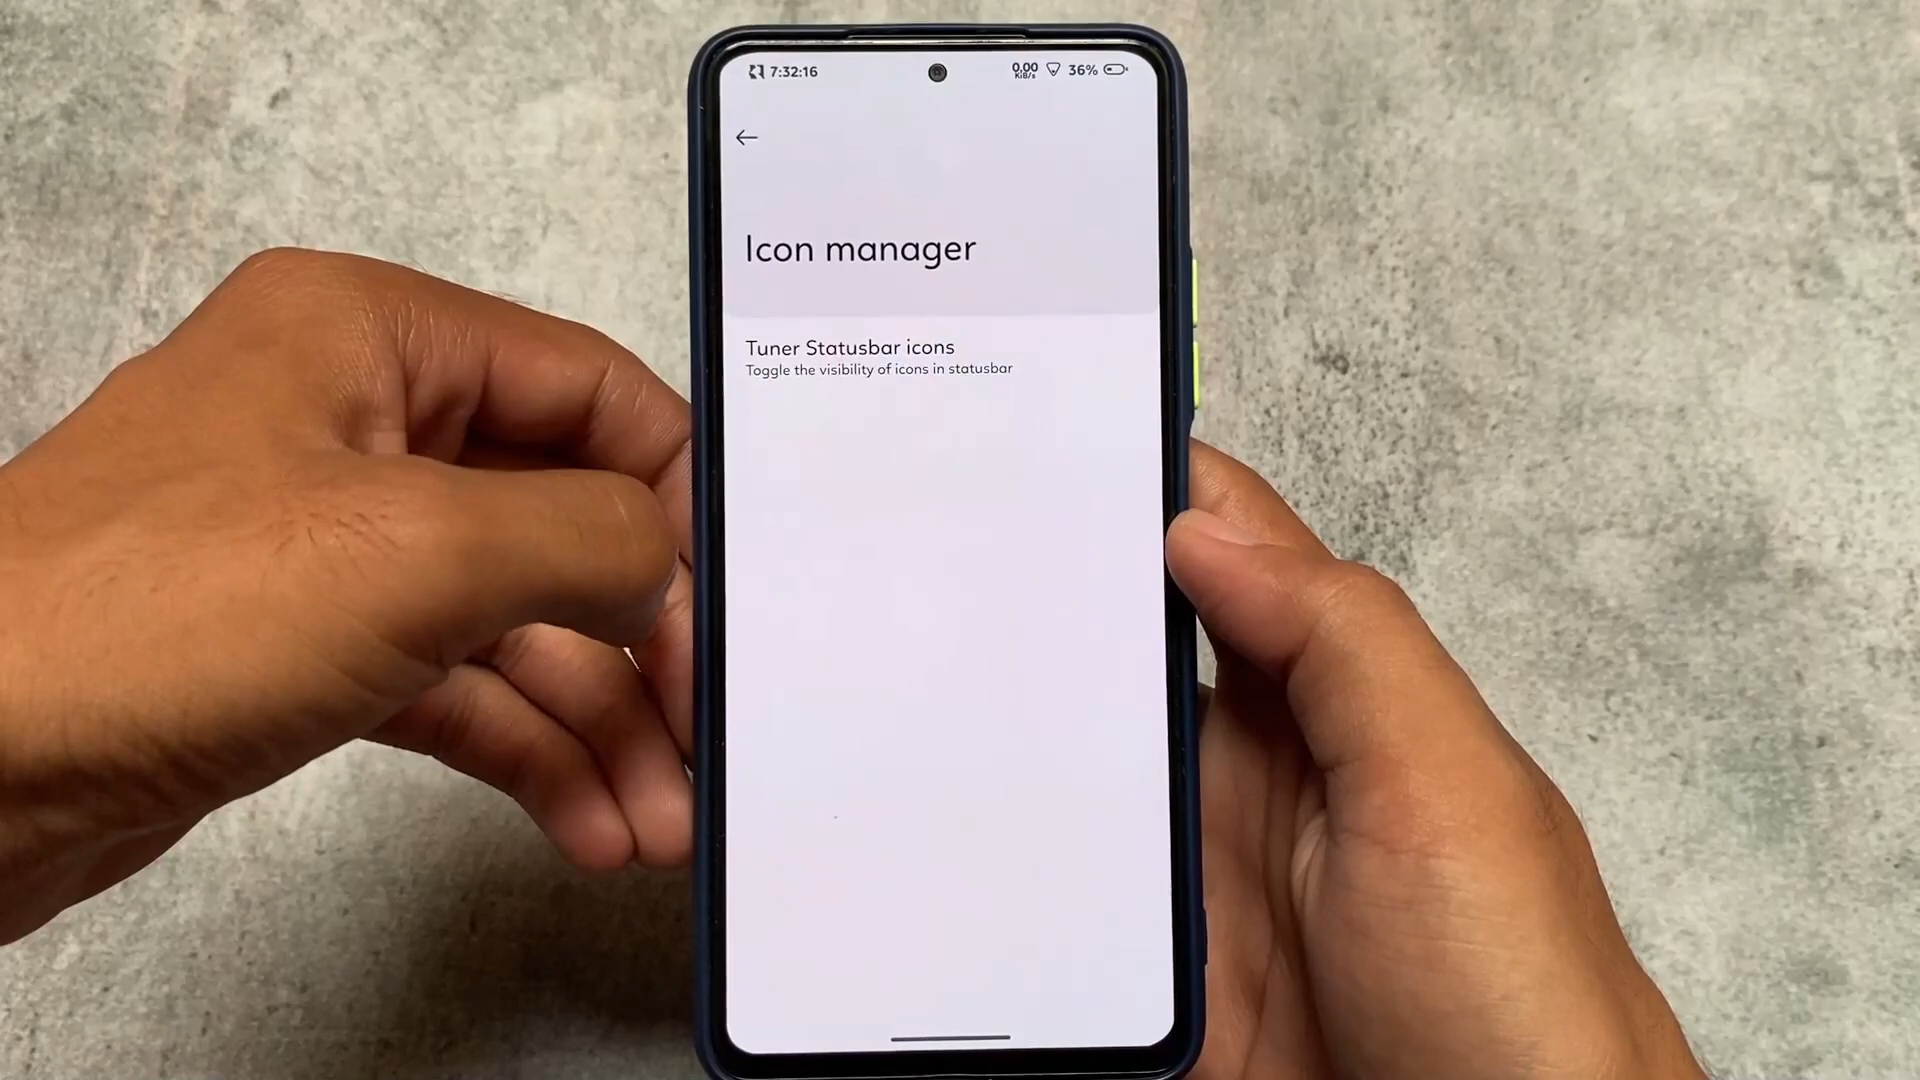 7:32:16
0.00
KiB/s
36%
Icon manager
Tuner Statusbar icons
Toggle the visibility of icons in statusbar